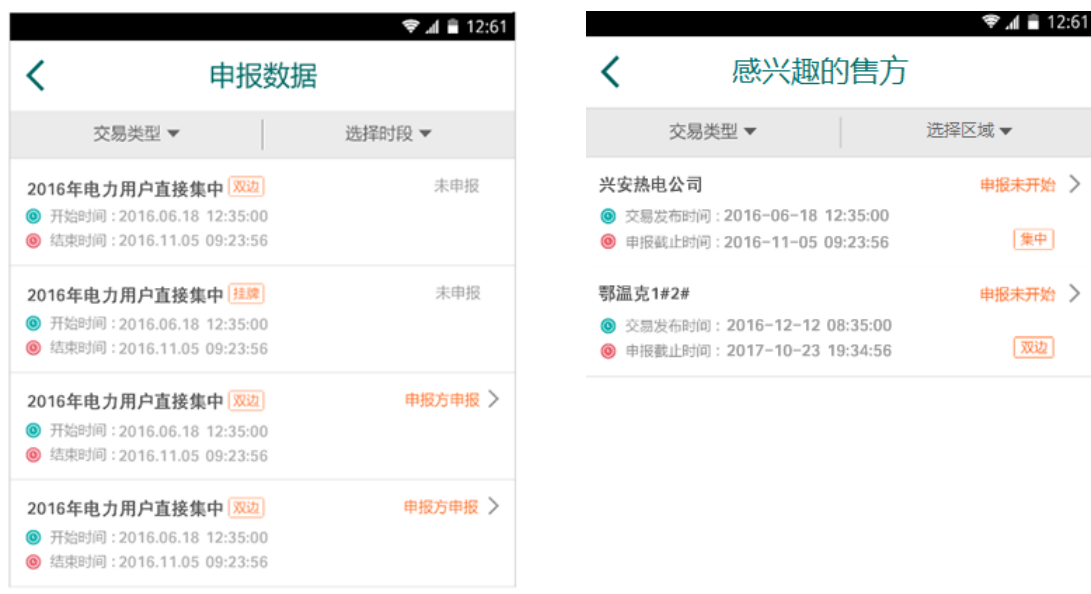 12:61
申报数据
交易类型 选择时段
2016年电力用户直接集中 双边 未申报
开始时间：2016.06.18 12:35:00
结束时间：2016.11.05 09:23:56
2016年电力用户直接集中 挂牌 未申报
开始时间：2016.06.18 12:35:00
结束时间：2016.11.05 09:23:56
2016年电力用户直接集中 双边 申报方申报
开始时间：2016.06.18 12:35:00
结束时间：2016.11.05 09:23:56
2016年电力用户直接集中 双边 申报方申报
开始时间：2016.06.18 12:35:00
结束时间：2016.11.05 09:23:56
12:61
感兴趣的售方
交易类型 选择区域
兴安热电公司 申报未开始
交易发布时间：2016-06-18 12:35:00
申报截止时间：2016-11-05 09:23:56 集中
鄂温克1#2# 申报未开始
交易发布时间：2016-12-12 08:35:00
申报截止时间：2017-10-23 19:34:56 双边